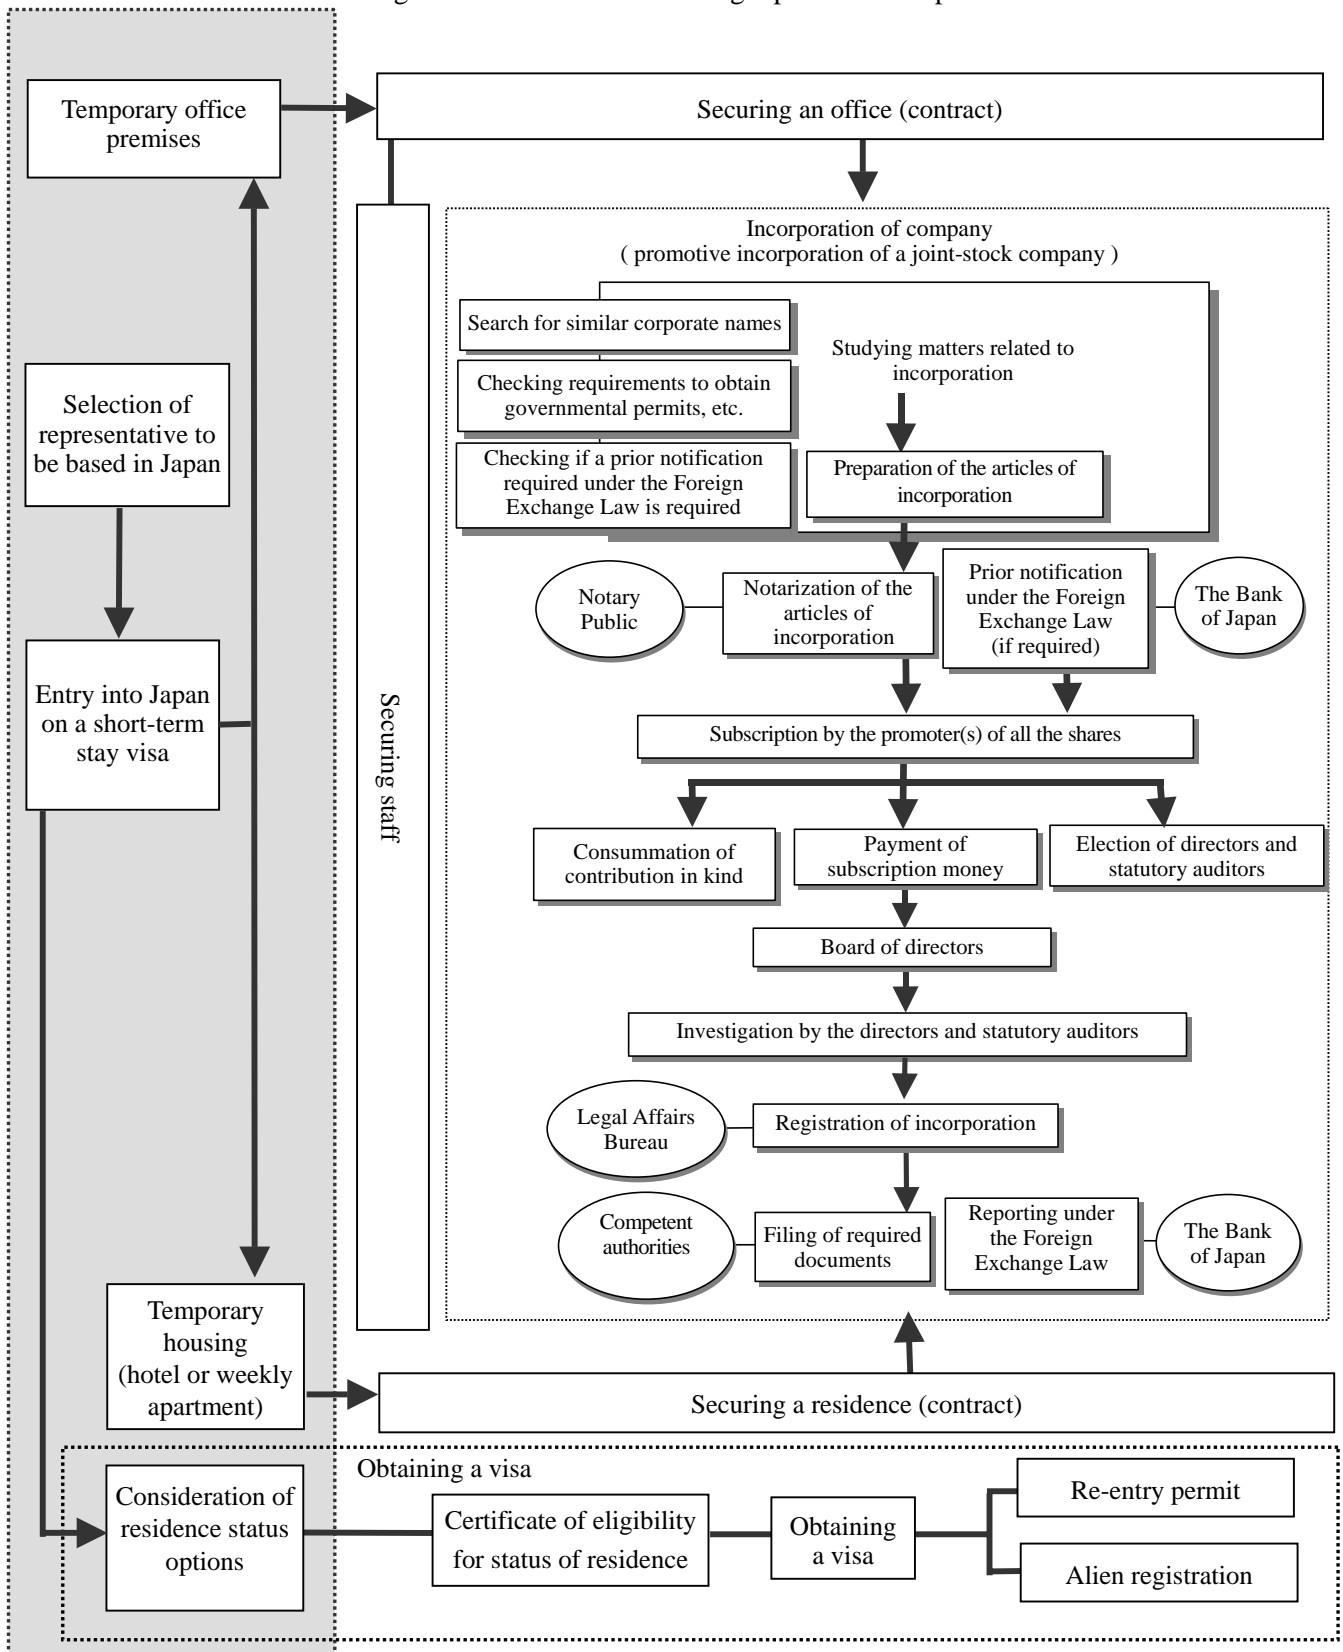 Temporary office
premises
Securing an office (contract)
Selection of
representative to
be based in Japan
Entry into Japan
on a short-term
stay visa
Securing staff
Incorporation of company
( promotive incorporation of a joint-stock company )
Search for similar corporate names
Checking requirements to obtain
governmental permits, etc.
Checking if a prior notification
required under the Foreign
Exchange Law is required
Studying matters related to
incorporation
Preparation of the articles of
incorporation
Notary
Public
Notarization of the
articles of
incorporation
Prior notification
under the Foreign
Exchange Law
(if required)
The Bank
of Japan
Subscription by the promoter(s) of all the shares
Consummation of
contribution in kind
Payment of
subscription money
Election of directors and
statutory auditors
Board of directors
Investigation by the directors and statutory auditors
Legal Affairs
Bureau
Registration of incorporation
Competent
authorities
Filing of required
documents
Reporting under
the Foreign
Exchange Law
The Bank
of Japan
Temporary
housing
(hotel or weekly
apartment)
Securing a residence (contract)
Obtaining a visa
Consideration of
residence status
options
Certificate of eligibility
for status of residence
Obtaining
a visa
Re-entry permit
Alien registration